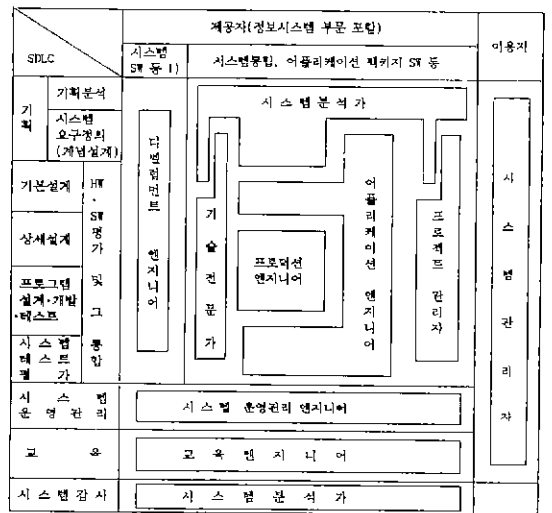 SDLC
제공자(정보시스템 부문 포함)
이용자
시스템
SW 등 1)
시스템통합, 어플리케이션 패키지 SW 등
기획
기획분석
시스템
요구정의
(개념설계)
기본설계
상세설계
프로그램
설계·개발
·테스트
시스템
테스트
평가
HW·SW평가 및 그 통합
디벨럽먼트 엔지니어
시스템분석가
기술전문가
프로덕션
엔지니어
어플리케이션 엔지니어
프로젝트 관리자
시스템관리자
시스템
운영관리
시스템 운영관리 엔지니어
교육
교육엔지니어
시스템감사
시스템분석가